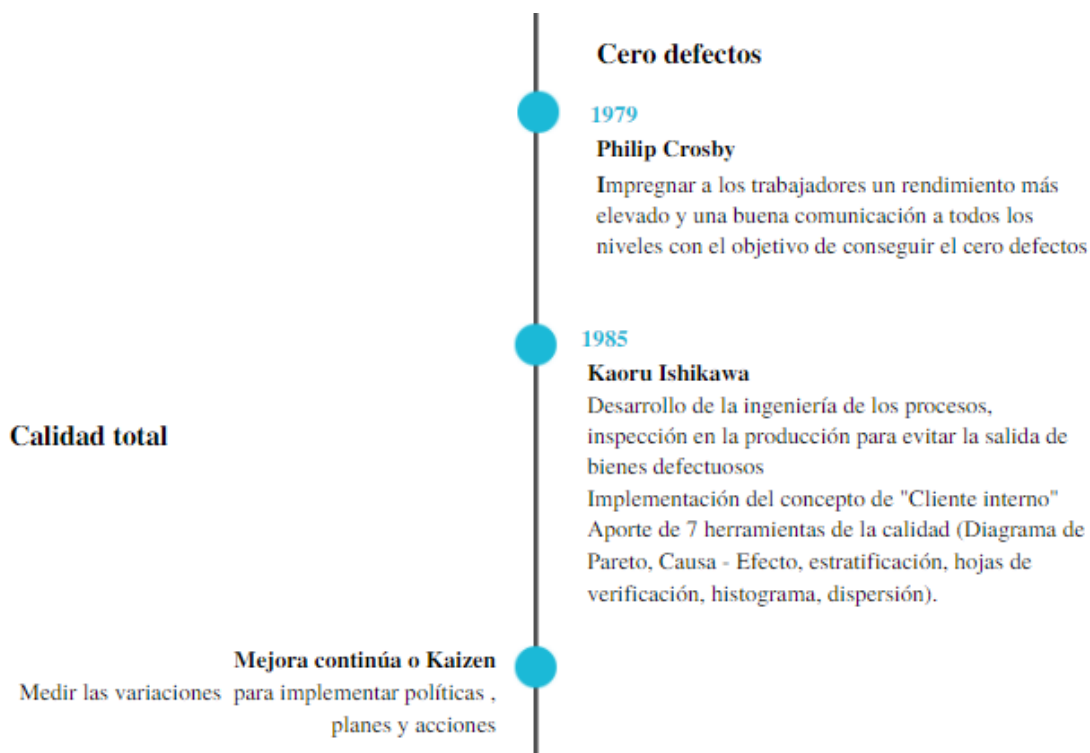 Cero defectos
1979
Philip Crosby
Impregnar a los trabajadores un rendimiento más
elevado y una buena comunicación a todos los
niveles con el objetivo de conseguir el cero defectos
1985
Kaoru Ishikawa
Desarrollo de la ingeniería de los procesos,
inspección en la producción para evitar la salida de
bienes defectuosos
Implementación del concepto de "Cliente interno"
Aporte de 7 herramientas de la calidad (Diagrama de
Pareto, Causa - Efecto, estratificación, hojas de
verificación, histograma, dispersión).
Calidad total
Mejora continúa o Kaizen
Medir las variaciones para implementar políticas ,
planes y acciones